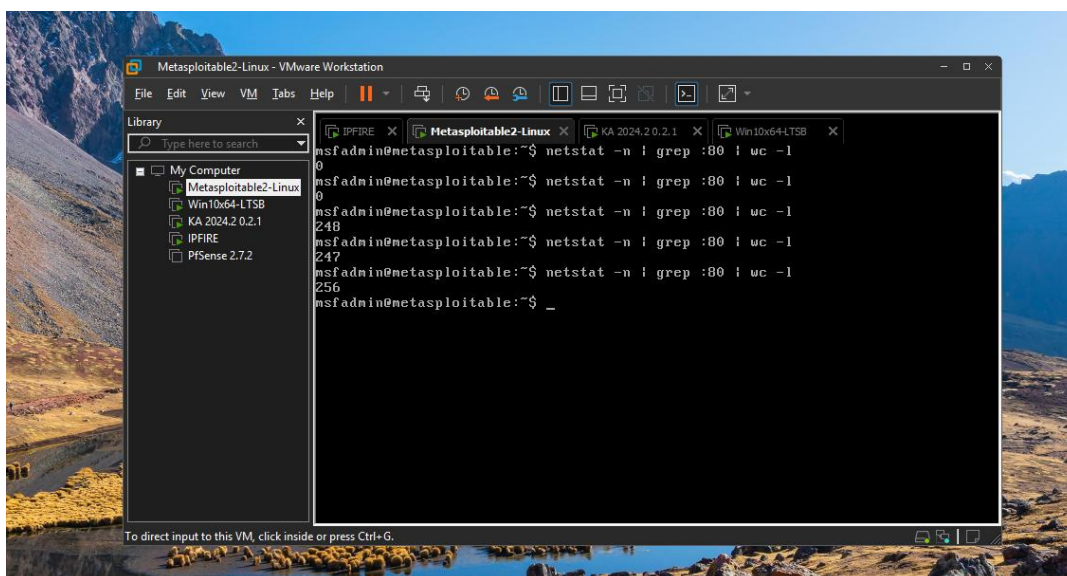 Metasploitable2-Linux - VMware Workstation
File Edit View VM Tabs Help
Library
Type here to search
My Computer
Metasploitable2-Linux
Win10x64-LTSB
KA 2024.2 0.2.1
IPFIRE
PfSense 2.7.2
IPFIRE Metasploitable2-Linux KA 2024.2 0.2.1 Win10x64-LTSB
msfadmin@metasploitable:~$ netstat -n | grep :80 | wc -l
0
msfadmin@metasploitable:~$ netstat -n | grep :80 | wc -l
0
msfadmin@metasploitable:~$ netstat -n | grep :80 | wc -l
248
msfadmin@metasploitable:~$ netstat -n | grep :80 | wc -l
247
msfadmin@metasploitable:~$ netstat -n | grep :80 | wc -l
256
msfadmin@metasploitable:~$ _
To direct input to this VM, click inside or press Ctrl+G.